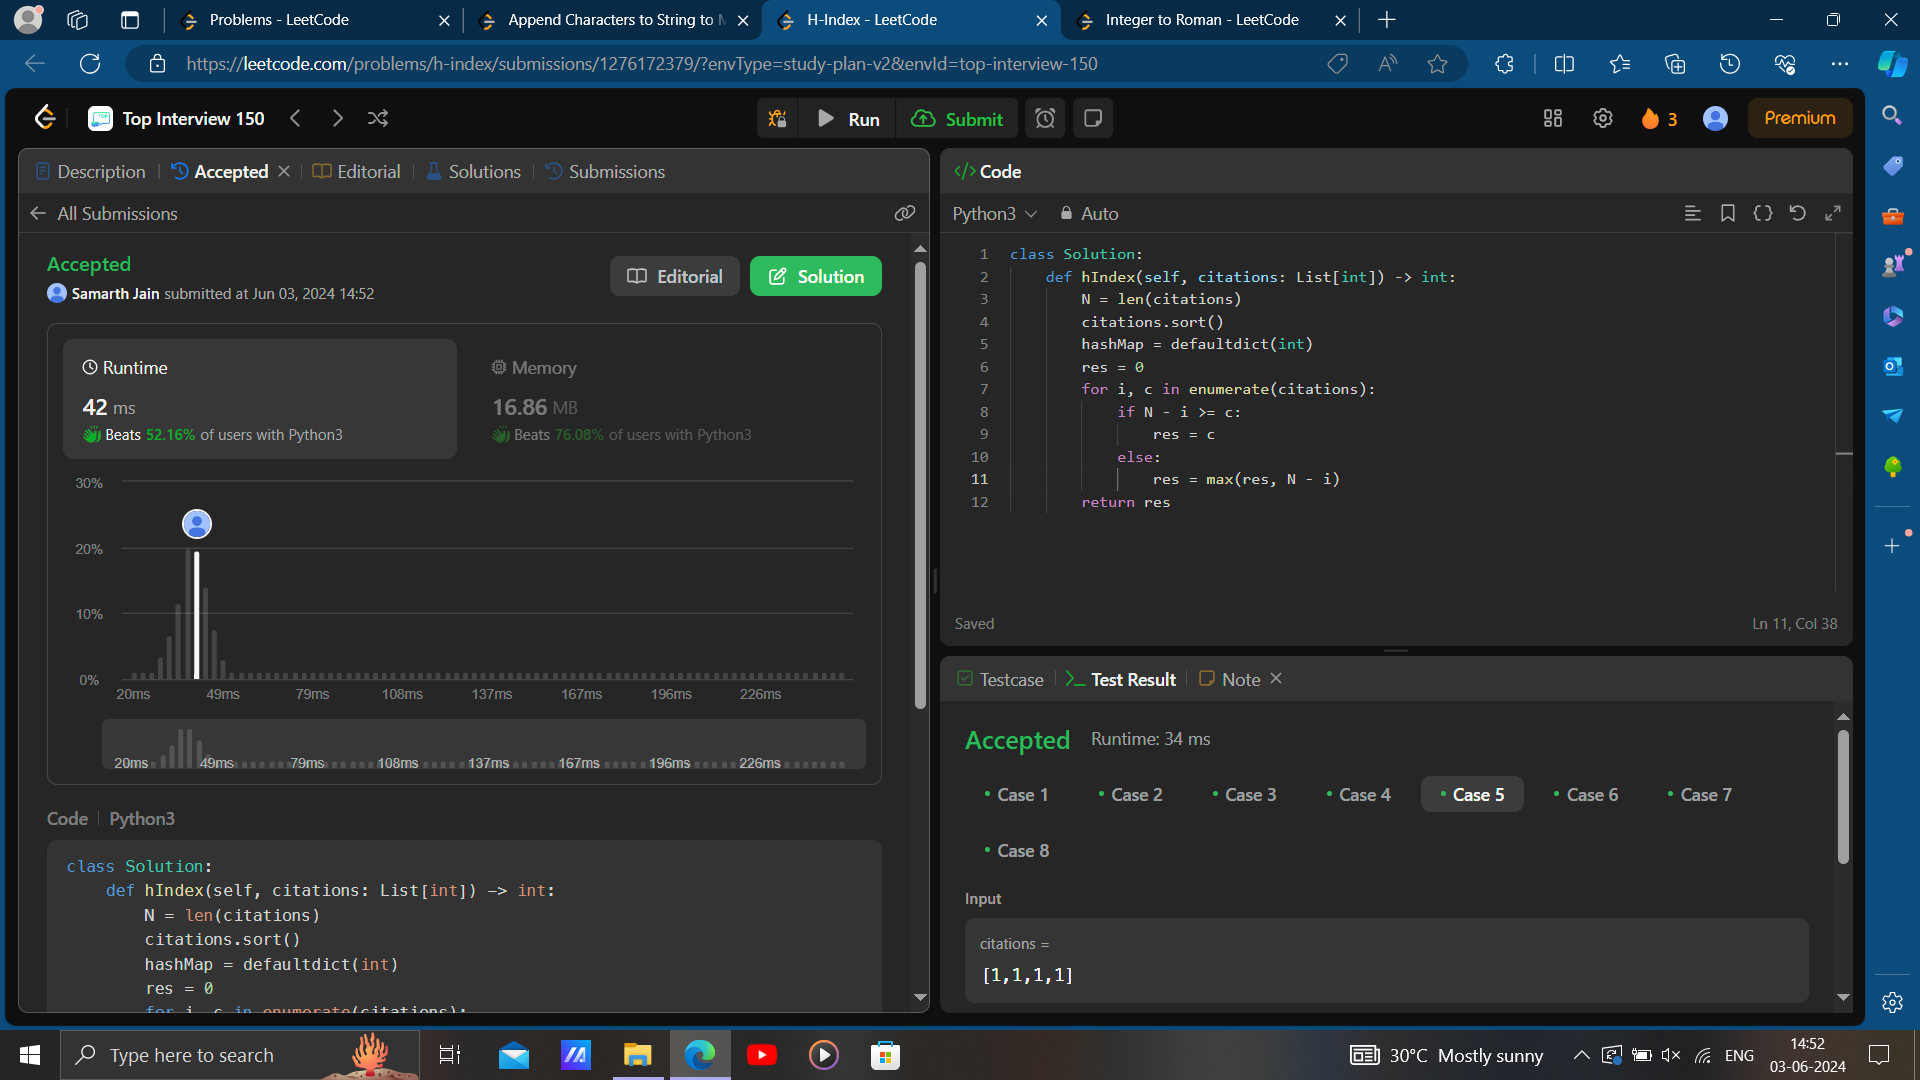 Problems - LeetCode
Append Characters to String to M
H-Index - LeetCode
Integer to Roman - LeetCode
https://leetcode.com/problems/h-index/submissions/1276172379/?envType=study-plan-v2&envId=top-interview-150
Top Interview 150
Run
Submit
3
Premium
Description
Accepted
Editorial
Solutions
Submissions
All Submissions
Accepted
Samarth Jain submitted at Jun 03, 2024 14:52
Editorial
Solution
Runtime
42 ms
Beats 52.16% of users with Python3
Memory
16.86 MB
Beats 76.08% of users with Python3
30%
20%
10%
0%
20ms 49ms 79ms 108ms 137ms 167ms 196ms 226ms
20ms 49ms 79ms 108ms 137ms 167ms 196ms 226ms
Code | Python3
class Solution:
def hIndex(self, citations: List[int]) -> int:
N = len(citations)
citations.sort()
hashMap = defaultdict(int)
res = 0
for i, c in enumerate(citations):
</> Code
Python3
Auto
1 class Solution:
2 def hIndex(self, citations: List[int]) -> int:
3 N = len(citations)
4 citations.sort()
5 hashMap = defaultdict(int)
6 res = 0
7 for i, c in enumerate(citations):
8 if N - i >= c:
9 res = c
10 else:
11 res = max(res, N - i)
12 return res
Saved
Ln 11, Col 38
Testcase
Test Result
Note
Accepted Runtime: 34 ms
Case 1
Case 2
Case 3
Case 4
Case 5
Case 6
Case 7
Case 8
Input
citations =
[1,1,1,1]
Type here to search
30°C Mostly sunny
ENG
14:52
03-06-2024